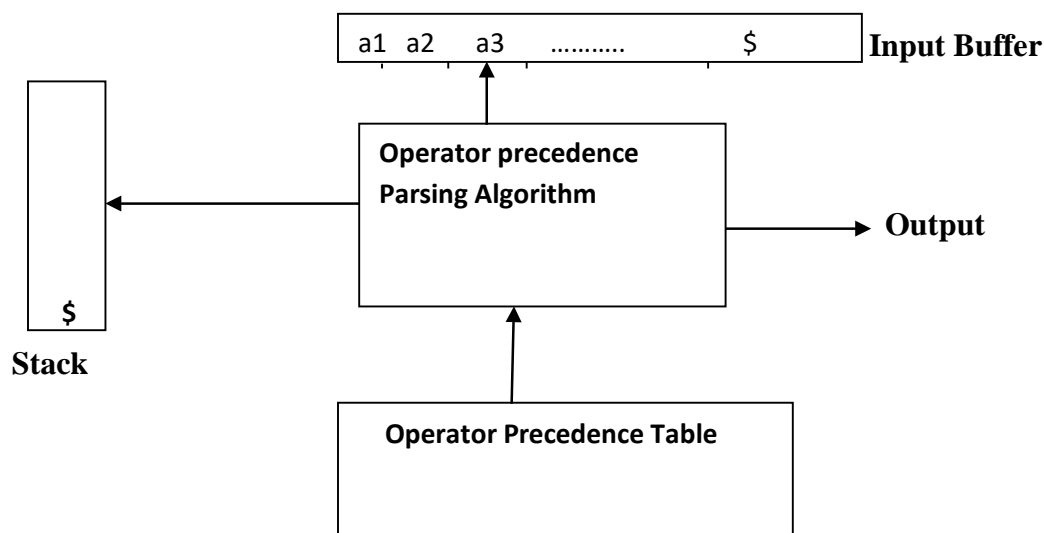 a1 a2 a3 ……….. $
Input Buffer
Operator precedence
Parsing Algorithm
Output
$
Stack
Operator Precedence Table